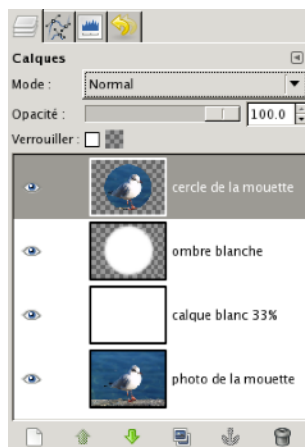 Calques
Mode : Normal
Opacité : 100.0
Verrouiller :
cercle de la mouette
ombre blanche
calque blanc 33%
photo de la mouette